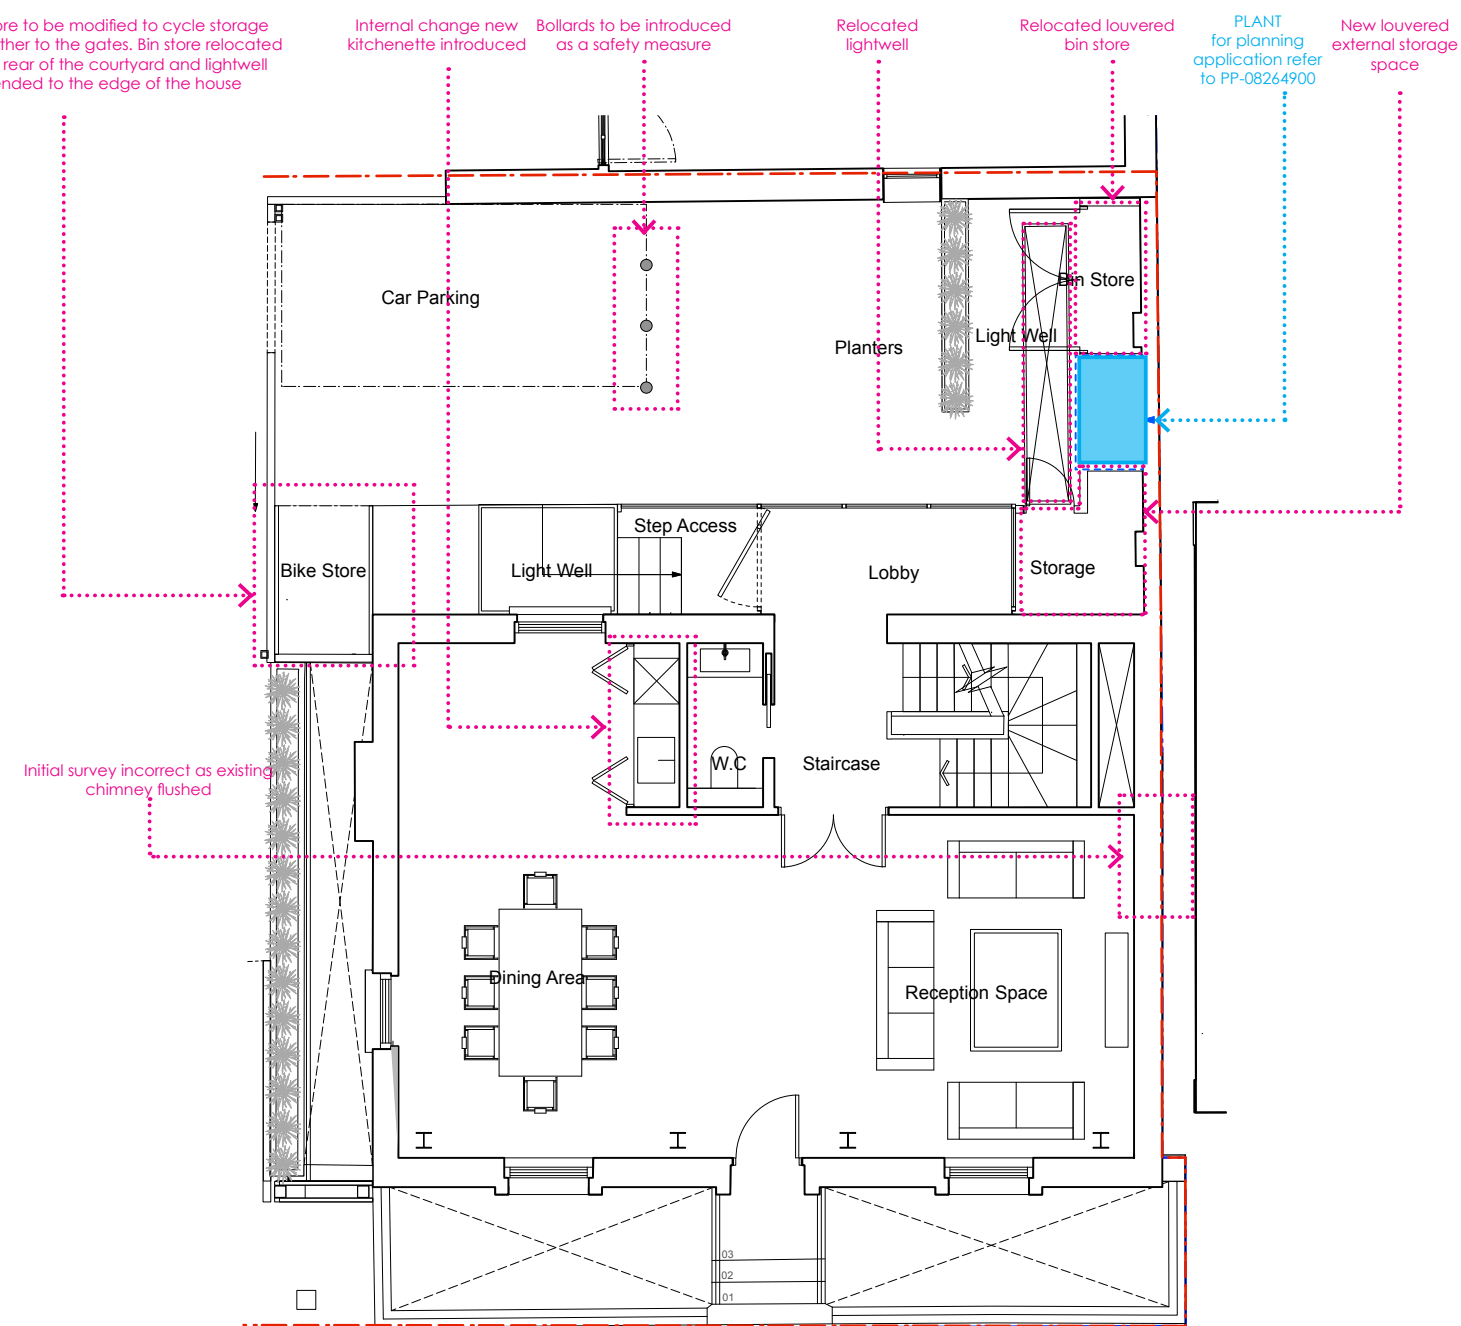 to be modified to cycle storage
to the gates. Bin store relocated
rear of the courtyard and lightwell
to the edge of the house
Internal change new
kitchenette introduced
Bollards to be introduced
as a safety measure
Relocated
lightwell
Relocated louvered
bin store
PLANT
for planning
application refer
to PP-08264900
New louvered
external storage
space
Car Parking
Bin Store
Planters
Light Well
Step Access
Bike Store
Light Well
Lobby
Storage
W.C
Staircase
Initial survey incorrect as existing
chimney flushed
Dining Area
Reception Space
03
02
01